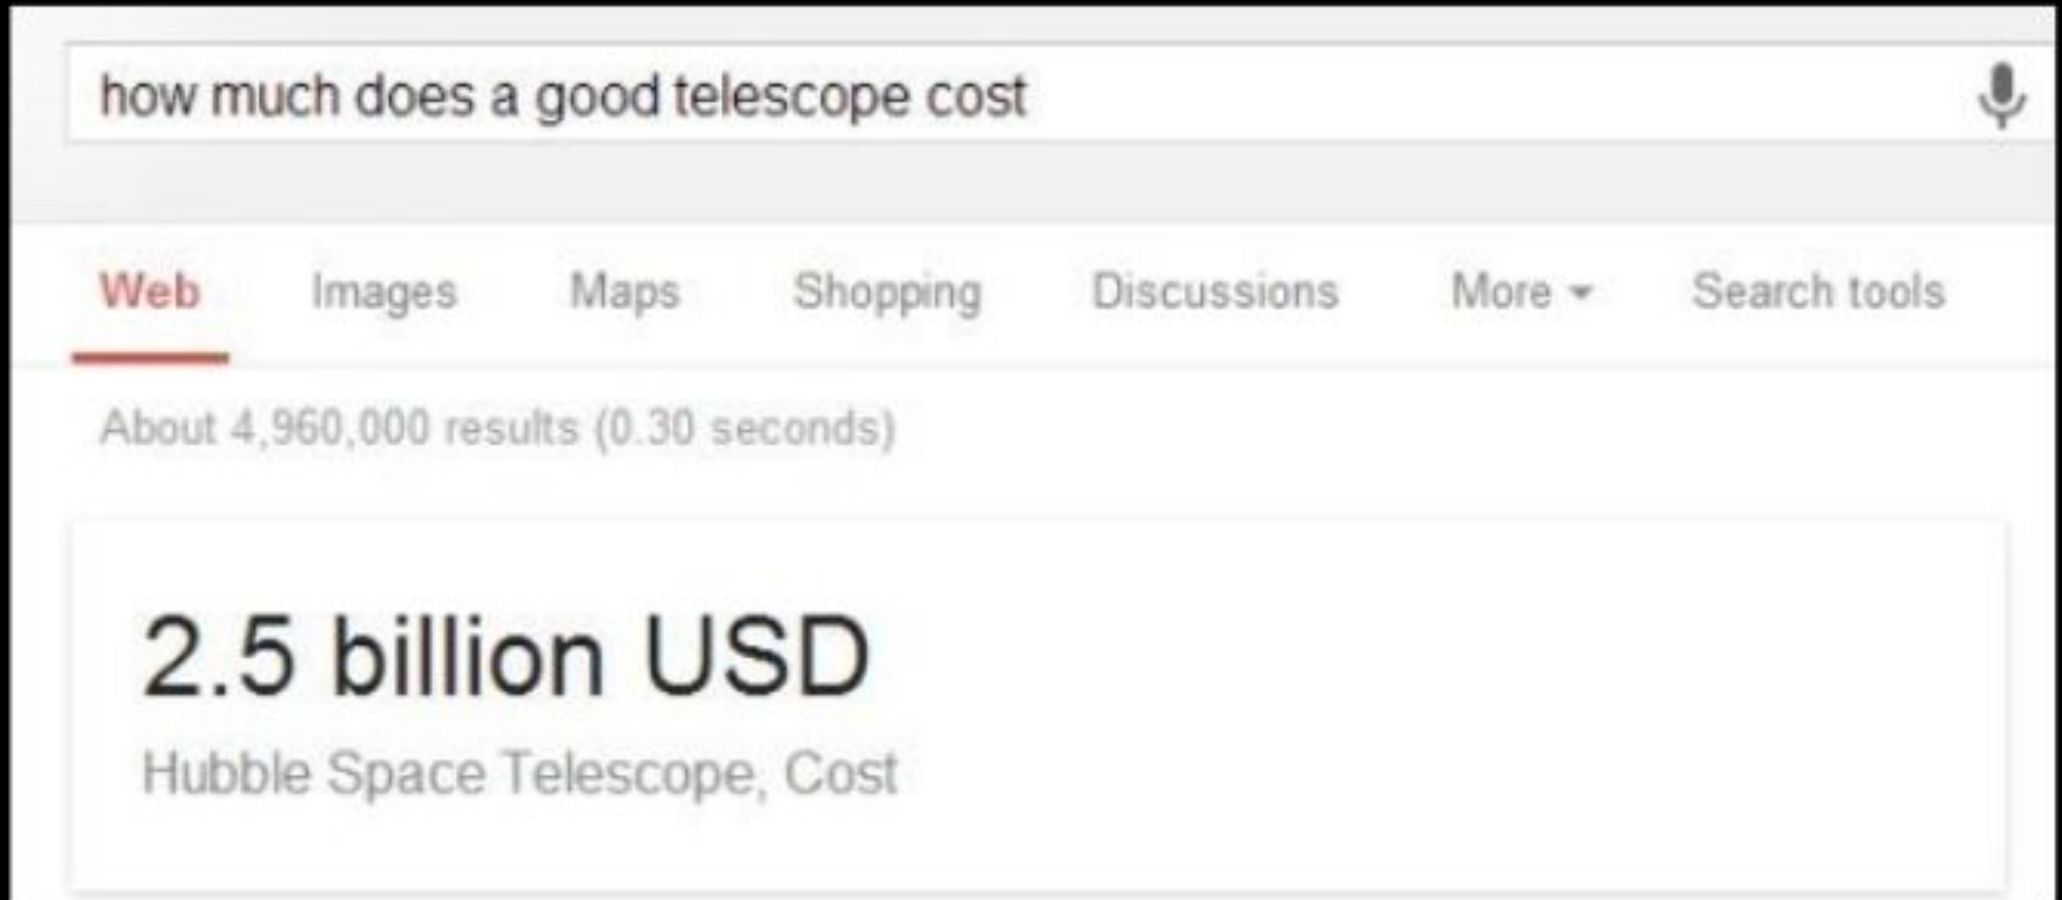 how much does a good telescope cost
Web Images Maps Shopping Discussions More Search tools
About 4,960,000 results (0.30 seconds)
2.5 billion USD
Hubble Space Telescope, Cost